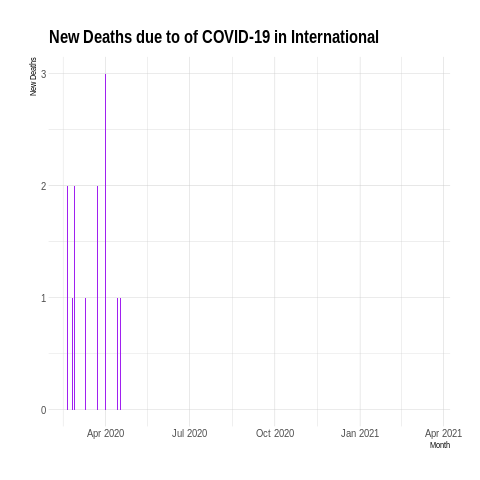 New Deaths due to of COVID-19 in International
New Deaths
3
2
1
0
Apr 2020 Jul 2020 Oct 2020 Jan 2021 Apr 2021
Month